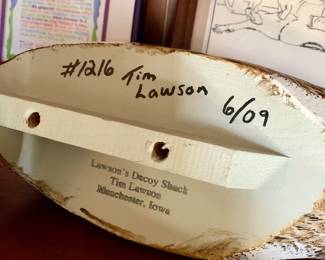 #1216 Tim
Lawson
6/09
Lawson's Decoy Shack
Tim Lawson
Manchester, Iowa